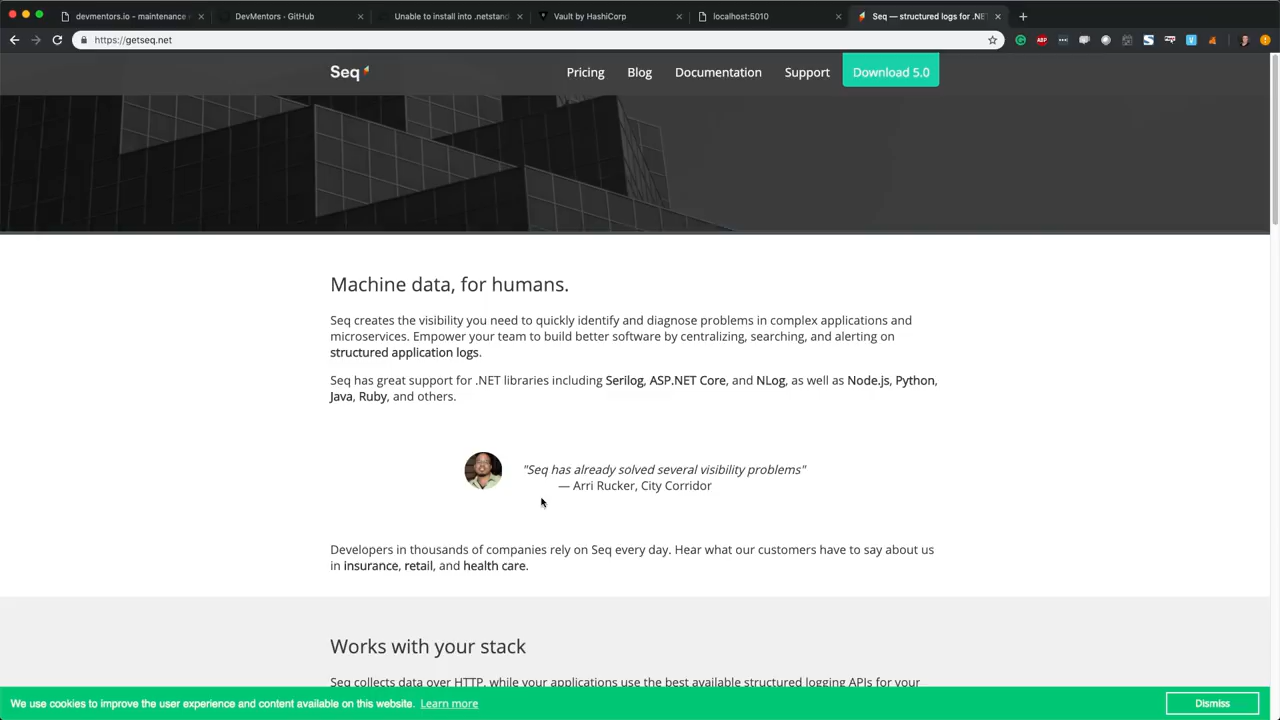 devmentors.io - maintenance
DevMentors · GitHub
Unable to install into .netstand
Vault by HashiCorp
localhost:5010
Seq — structured logs for .NET
https://getseq.net
ABP
Seq
Pricing
Blog
Documentation
Support
Download 5.0
Machine data, for humans.
Seq creates the visibility you need to quickly identify and diagnose problems in complex applications and
microservices. Empower your team to build better software by centralizing, searching, and alerting on
structured application logs.
Seq has great support for .NET libraries including Serilog, ASP.NET Core, and NLog, as well as Node.js, Python,
Java, Ruby, and others.
"Seq has already solved several visibility problems"
— Arri Rucker, City Corridor
Developers in thousands of companies rely on Seq every day. Hear what our customers have to say about us
in insurance, retail, and health care.
Works with your stack
Seq collects data over HTTP, while your applications use the best available structured logging APIs for your
We use cookies to improve the user experience and content available on this website. Learn more
Dismiss